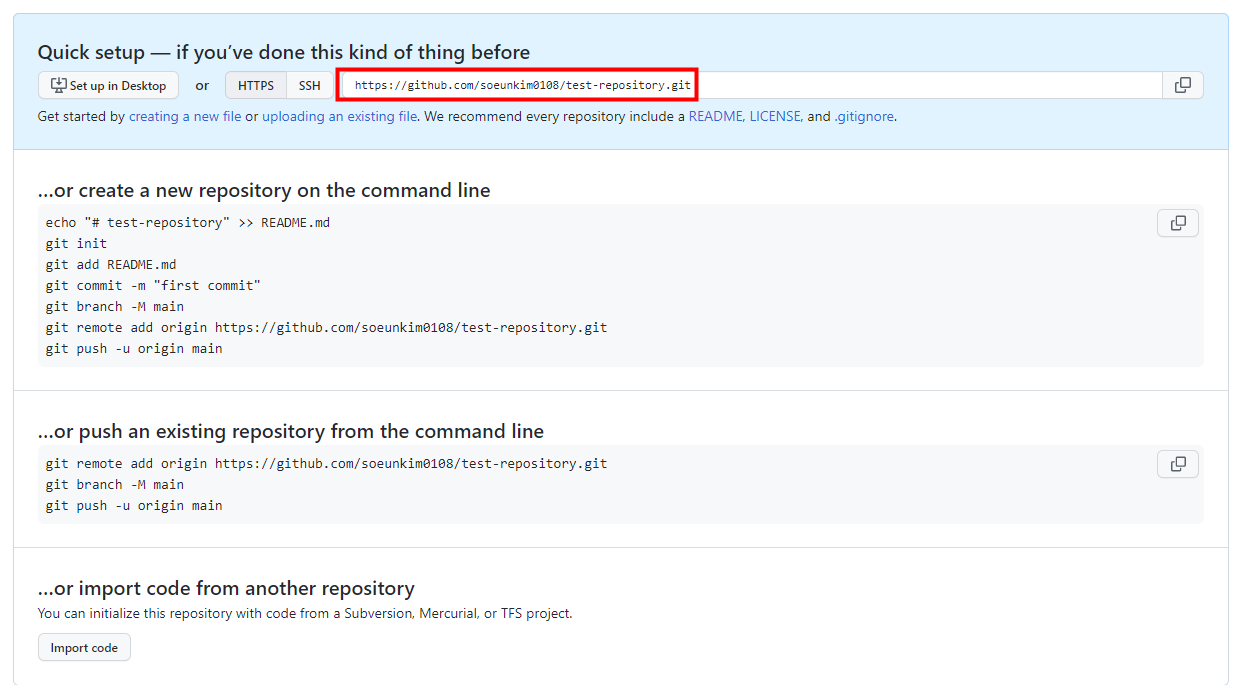 Quick setup — if you’ve done this kind of thing before
Set up in Desktop or HTTPS SSH https://github.com/soeunkim0108/test-repository.git
Get started by creating a new file or uploading an existing file. We recommend every repository include a README, LICENSE, and .gitignore.
…or create a new repository on the command line
echo "# test-repository" >> README.md
git init
git add README.md
git commit -m "first commit"
git branch -M main
git remote add origin https://github.com/soeunkim0108/test-repository.git
git push -u origin main
…or push an existing repository from the command line
git remote add origin https://github.com/soeunkim0108/test-repository.git
git branch -M main
git push -u origin main
…or import code from another repository
You can initialize this repository with code from a Subversion, Mercurial, or TFS project.
Import code